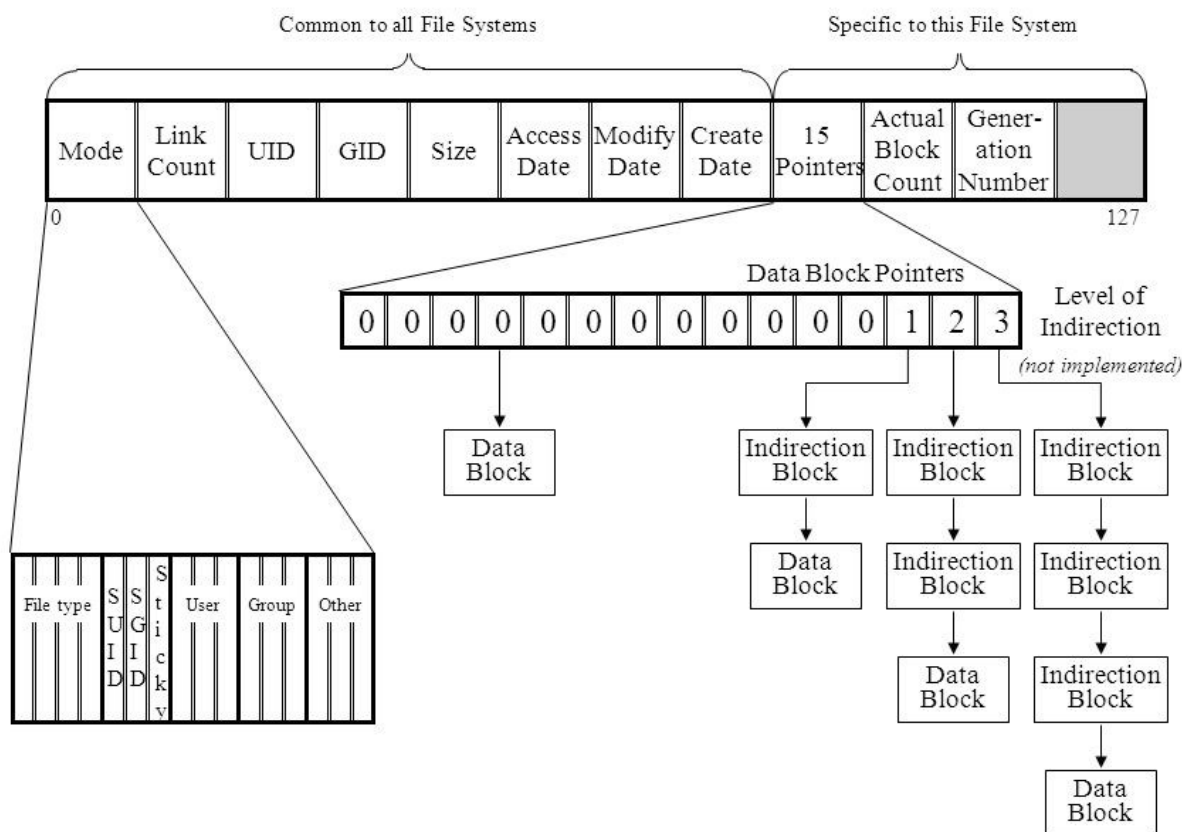 Common to all File Systems
Specific to this File System
Mode
Link
Count
UID
GID
Size
Access
Date
Modify
Date
Create
Date
15
Pointers
Actual
Block
Count
Gener-
ation
Number
0
127
Data Block Pointers
0 0 0 0 0 0 0 0 0 0 0 0 1 2 3
Level of
Indirection
(not implemented)
Data
Block
Indirection
Block
Indirection
Block
Indirection
Block
Data
Block
Indirection
Block
Indirection
Block
Data
Block
Indirection
Block
Data
Block
File type
SUID
SGID
Sticky
User
Group
Other